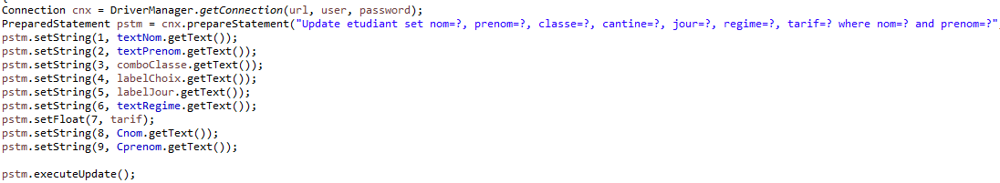 Connection cnx = DriverManager.getConnection(url, user, password);
PreparedStatement pstm = cnx.prepareStatement("Update etudiant set nom=?, prenom=?, classe=?, cantine=?, jour=?, regime=?, tarif=? where nom=? and prenom=?"
pstm.setString(1, textNom.getText());
pstm.setString(2, textPrenom.getText());
pstm.setString(3, comboClasse.getText());
pstm.setString(4, labelChoix.getText());
pstm.setString(5, labelJour.getText());
pstm.setString(6, textRegime.getText());
pstm.setFloat(7, tarif);
pstm.setString(8, Cnom.getText());
pstm.setString(9, Cprenom.getText());
pstm.executeUpdate();